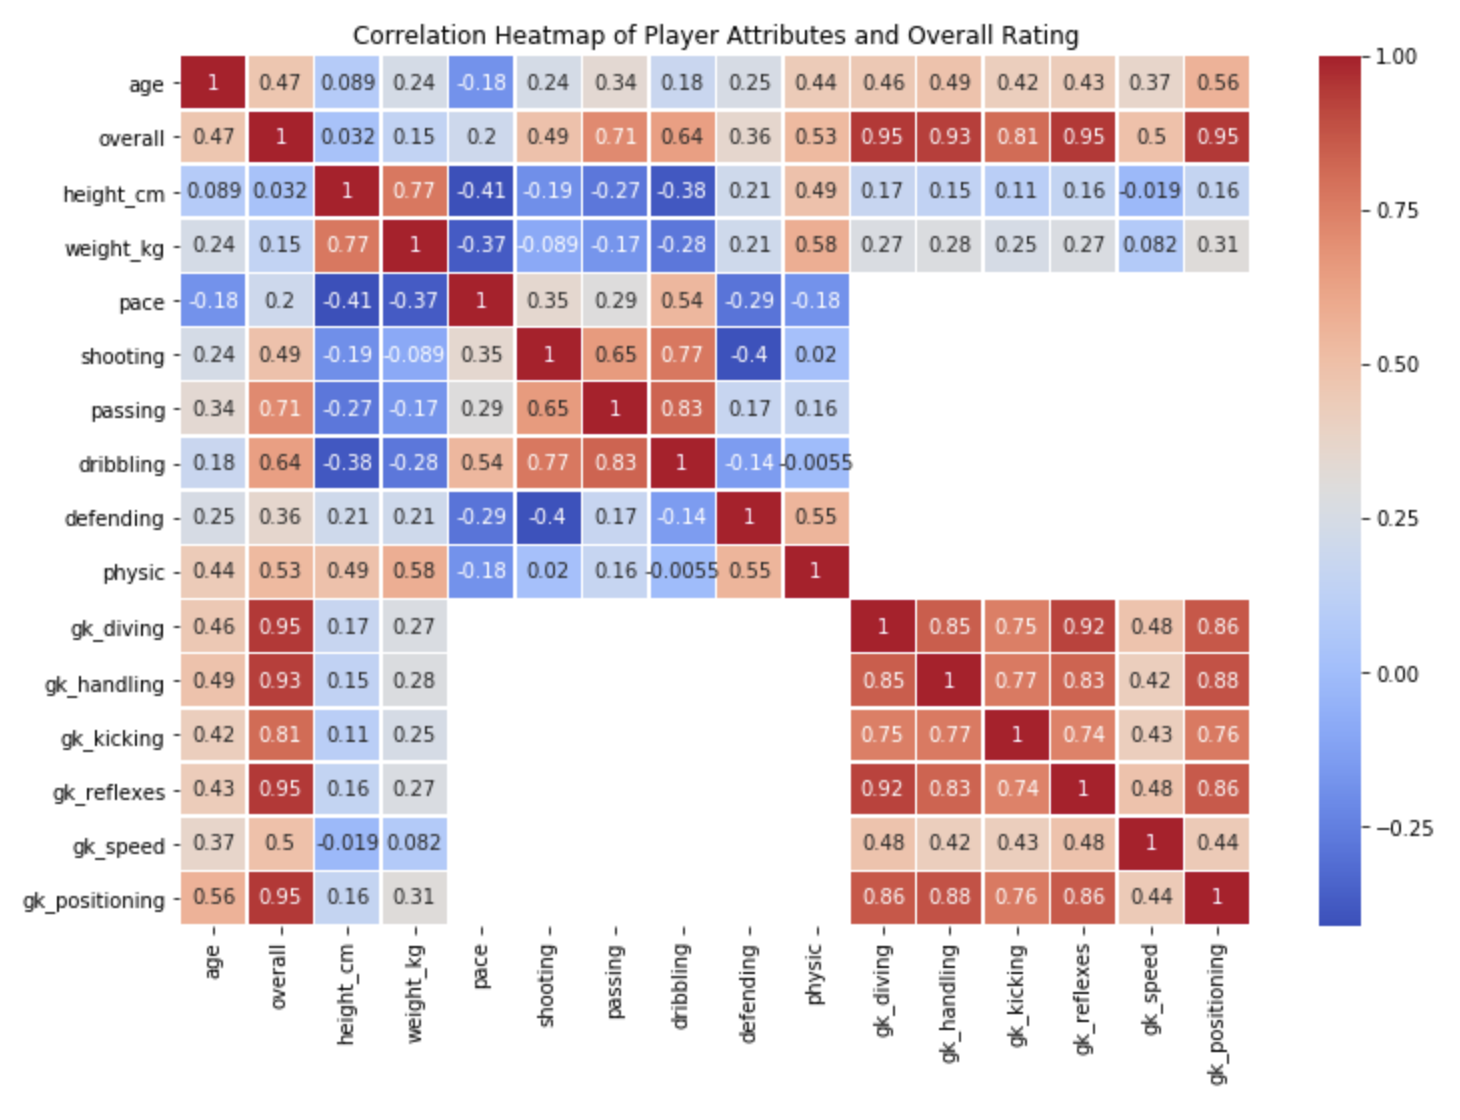 Correlation Heatmap of Player Attributes and Overall Rating
age 1 0.47 0.089 0.24 -0.18 0.24 0.34 0.18 0.25 0.44 0.46 0.49 0.42 0.43 0.37 0.56
overall 0.47 1 0.032 0.15 0.2 0.49 0.71 0.64 0.36 0.53 0.95 0.93 0.81 0.95 0.5 0.95
height_cm 0.089 0.032 1 0.77 -0.41 -0.19 -0.27 -0.38 0.21 0.49 0.17 0.15 0.11 0.16 -0.019 0.16
weight_kg 0.24 0.15 0.77 1 -0.37 -0.089 -0.17 -0.28 0.21 0.58 0.27 0.28 0.25 0.27 0.082 0.31
pace -0.18 0.2 -0.41 -0.37 1 0.35 0.29 0.54 -0.29 -0.18
shooting 0.24 0.49 -0.19 -0.089 0.35 1 0.65 0.77 -0.4 0.02
passing 0.34 0.71 -0.27 -0.17 0.29 0.65 1 0.83 0.17 0.16
dribbling 0.18 0.64 -0.38 -0.28 0.54 0.77 0.83 1 -0.14 -0.0055
defending 0.25 0.36 0.21 0.21 -0.29 -0.4 0.17 -0.14 1 0.55
physic 0.44 0.53 0.49 0.58 -0.18 0.02 0.16 -0.0055 0.55 1
gk_diving 0.46 0.95 0.17 0.27 1 0.85 0.75 0.92 0.48 0.86
gk_handling 0.49 0.93 0.15 0.28 0.85 1 0.77 0.83 0.42 0.88
gk_kicking 0.42 0.81 0.11 0.25 0.75 0.77 1 0.74 0.43 0.76
gk_reflexes 0.43 0.95 0.16 0.27 0.92 0.83 0.74 1 0.48 0.86
gk_speed 0.37 0.5 -0.019 0.082 0.48 0.42 0.43 0.48 1 0.44
gk_positioning 0.56 0.95 0.16 0.31 0.86 0.88 0.76 0.86 0.44 1
age overall height_cm weight_kg pace shooting passing dribbling defending physic gk_diving gk_handling gk_kicking gk_reflexes gk_speed gk_positioning
1.00
0.75
0.50
0.25
0.00
−0.25